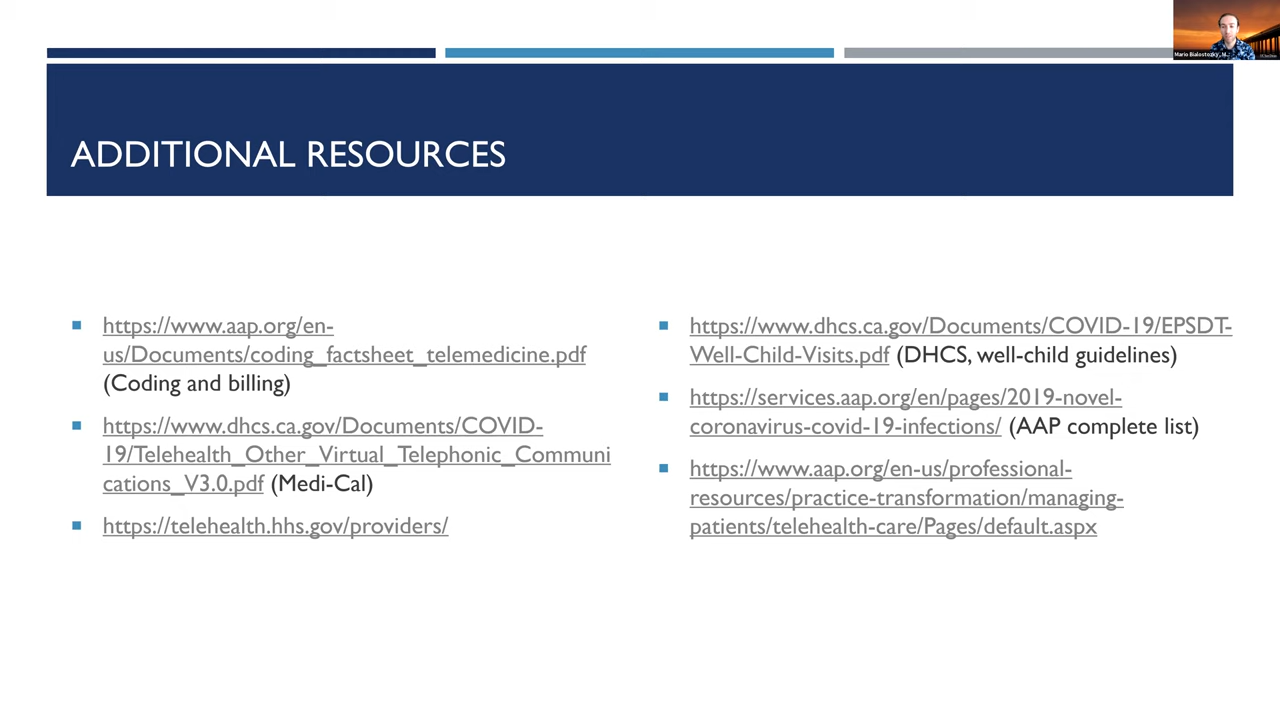 Mario Bialostozky, M...
ADDITIONAL RESOURCES
https://www.aap.org/en-
us/Documents/coding_factsheet_telemedicine.pdf
(Coding and billing)
https://www.dhcs.ca.gov/Documents/COVID-
19/Telehealth_Other_Virtual_Telephonic_Communi
cations_V3.0.pdf (Medi-Cal)
https://telehealth.hhs.gov/providers/
https://www.dhcs.ca.gov/Documents/COVID-19/EPSDT-
Well-Child-Visits.pdf (DHCS, well-child guidelines)
https://services.aap.org/en/pages/2019-novel-
coronavirus-covid-19-infections/ (AAP complete list)
https://www.aap.org/en-us/professional-
resources/practice-transformation/managing-
patients/telehealth-care/Pages/default.aspx